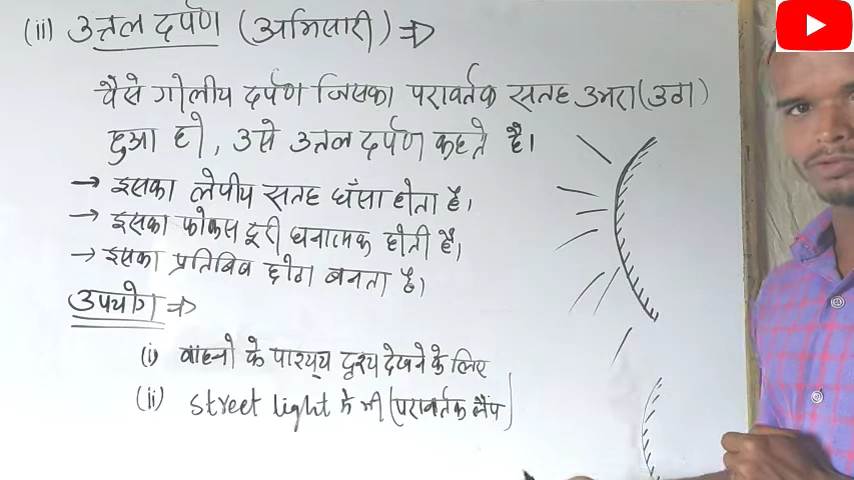 (ii) उत्तल दर्पण (अभिसारी) ⇒
वैसे गोलीय दर्पण जिसका परावर्तक सतह उभरा (उठा)
हुआ हो, उसे उत्तल दर्पण कहते है।
→ इसका लेपीय सतह धँसा होता है।
→ इसका फोकस दूरी धनात्मक होती है।
→ इसका प्रतिबिंब छोटा बनता है।
उपयोग ⇒
(i) वाहनो के पाश्यच दृश्य देखने के लिए
(ii) street light मे भी (परावर्तक लैंप)